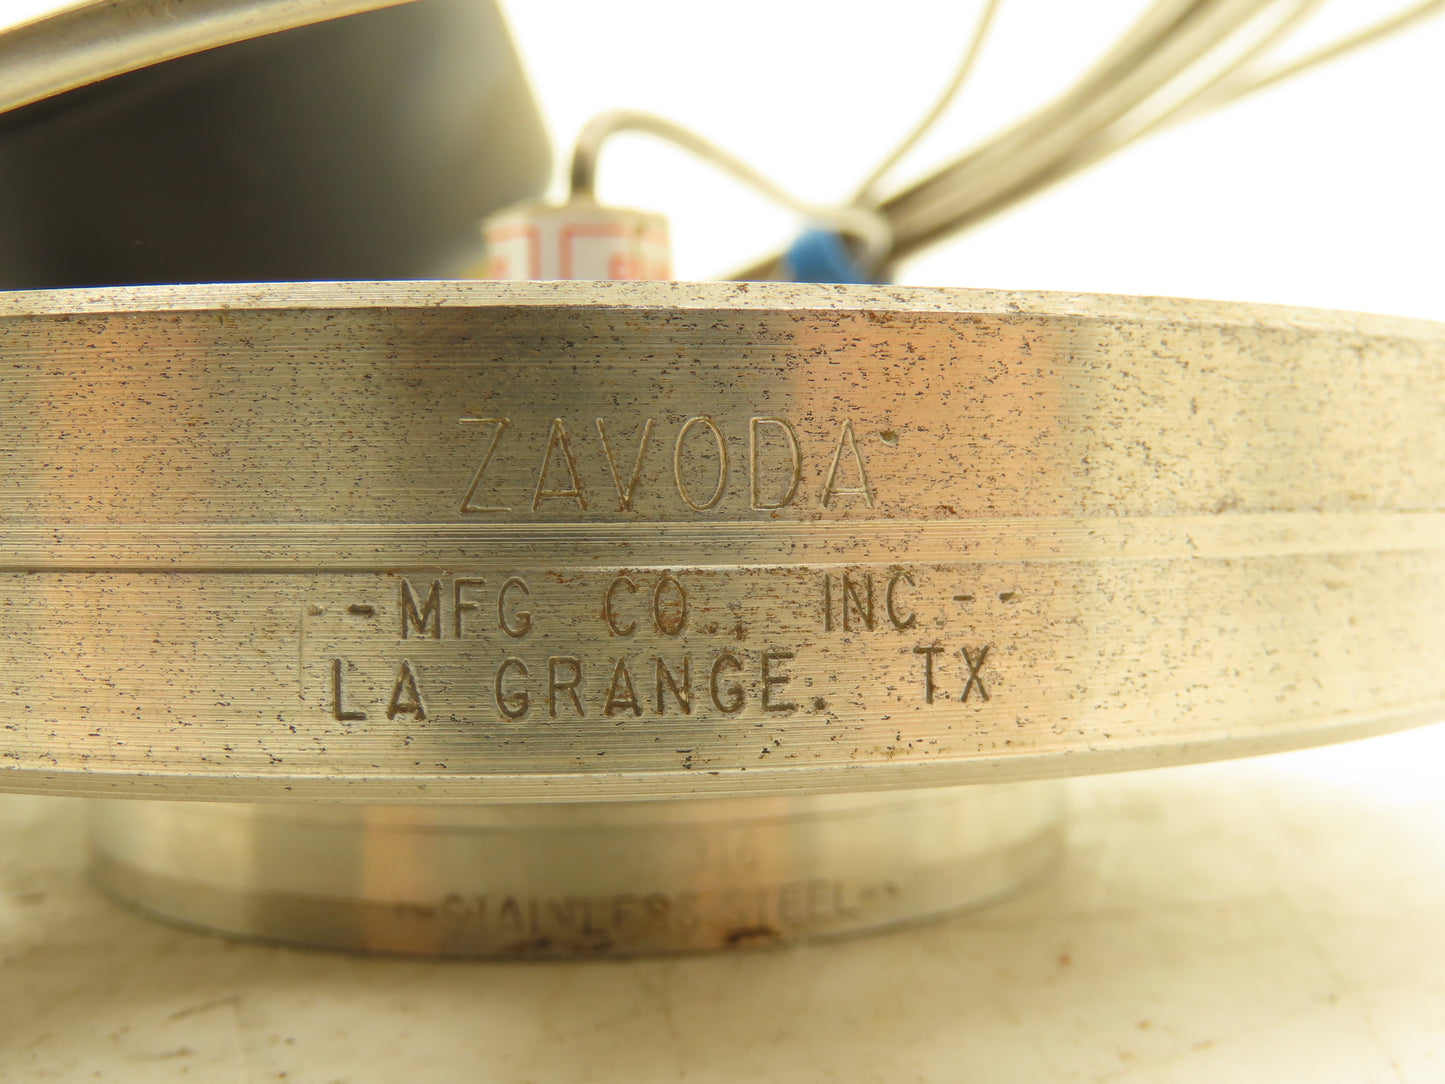 ZAVODA
--MFG CO., INC.--
LA GRANGE. TX
316
--STAINLESS STEEL--